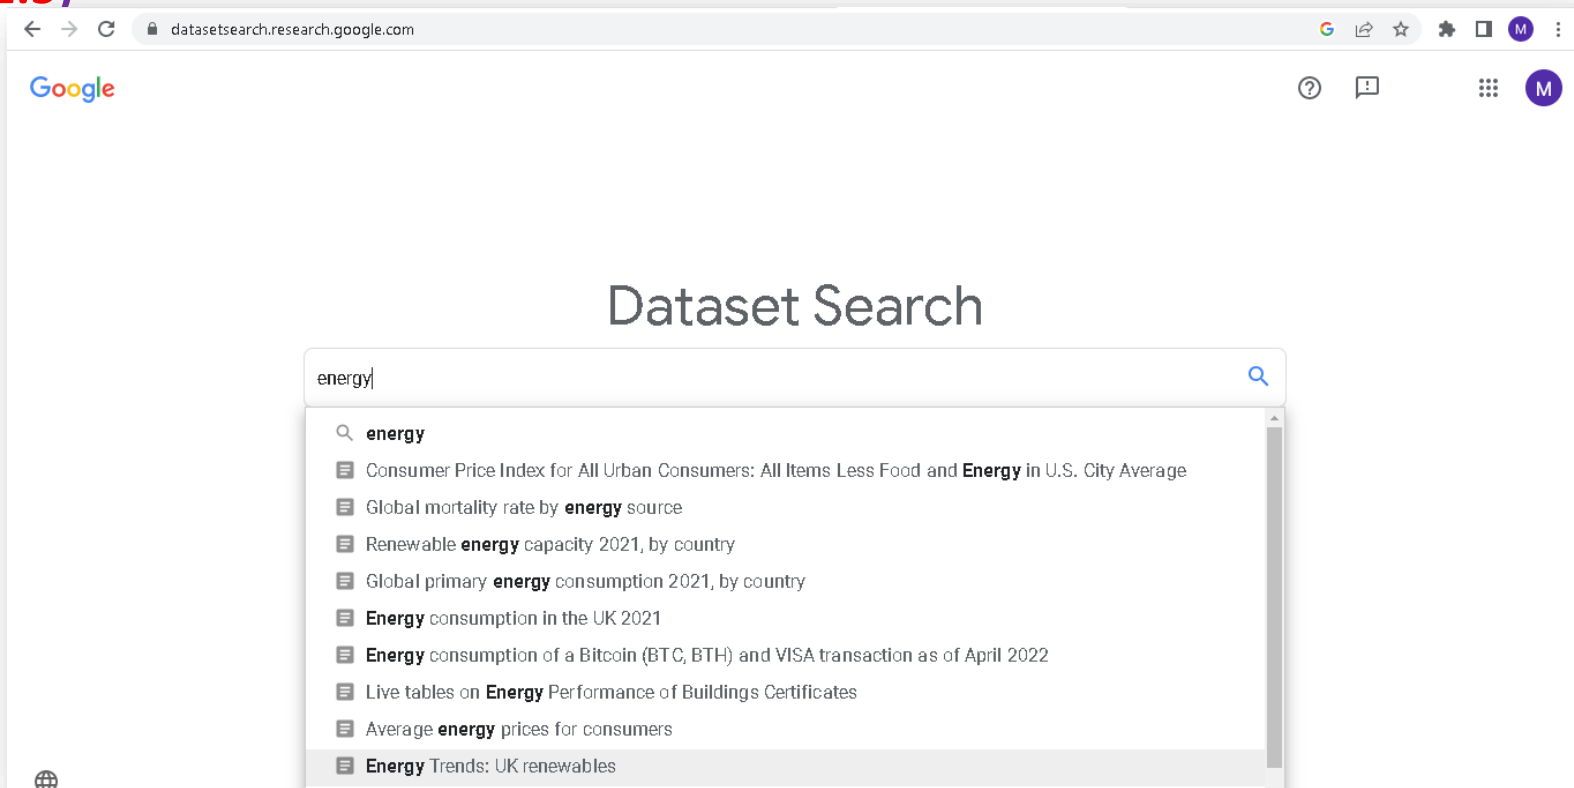 datasetsearch.research.google.com
G M
Google
M
Dataset Search
energy
energy
Consumer Price Index for All Urban Consumers: All Items Less Food and Energy in U.S. City Average
Global mortality rate by energy source
Renewable energy capacity 2021, by country
Global primary energy consumption 2021, by country
Energy consumption in the UK 2021
Energy consumption of a Bitcoin (BTC, BTH) and VISA transaction as of April 2022
Live tables on Energy Performance of Buildings Certificates
Average energy prices for consumers
Energy Trends: UK renewables